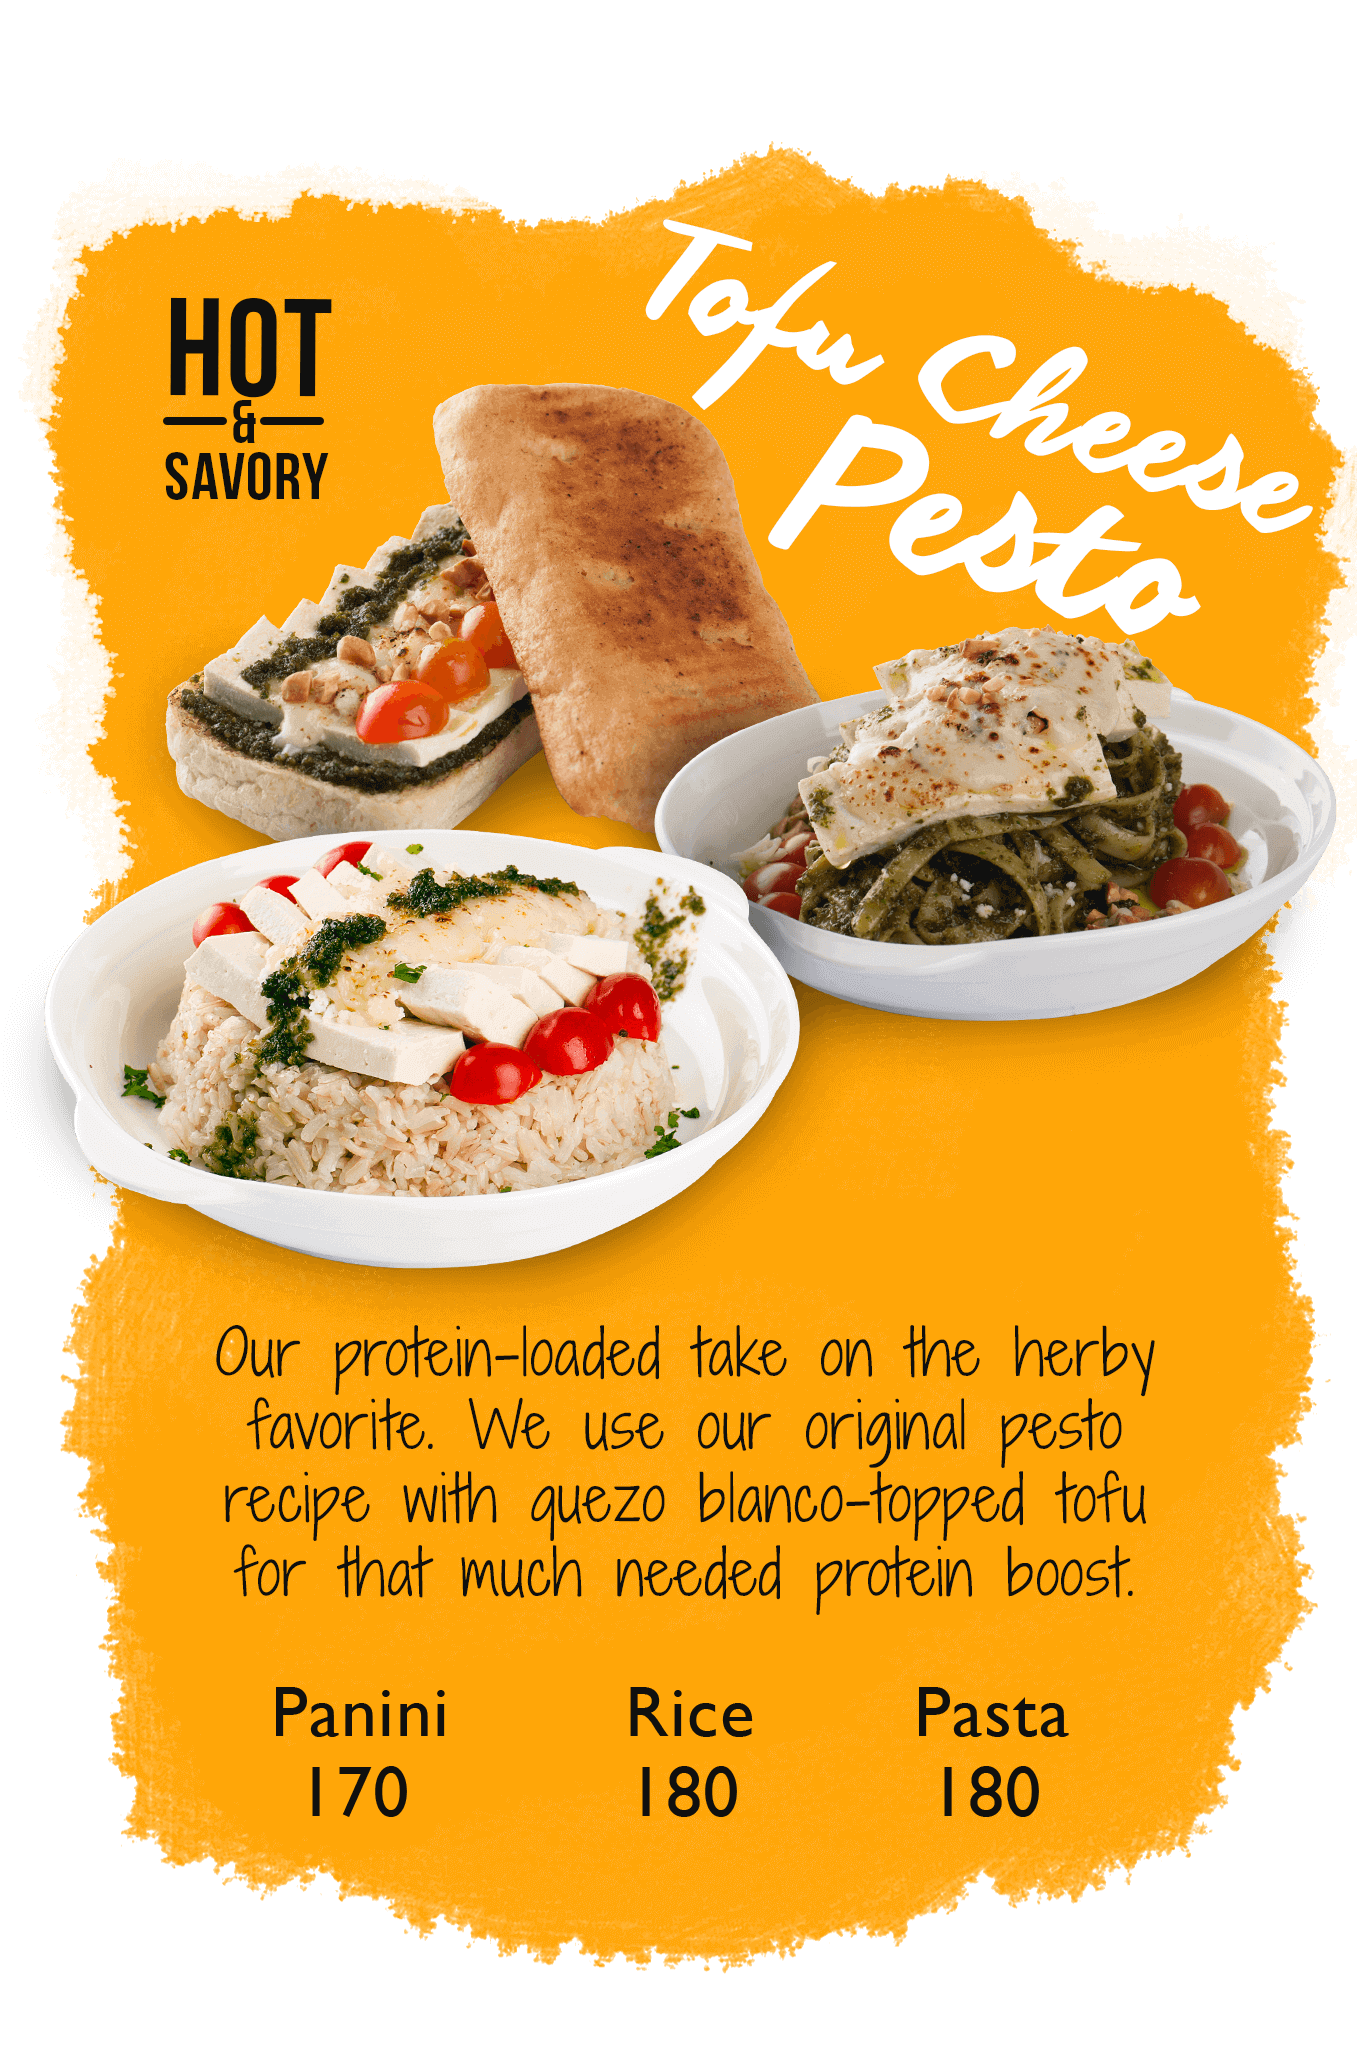 HOT
&
SAVORY
Tofu Cheese
Pesto
Our protein-loaded take on the herby
favorite. We use our original pesto
recipe with quezo blanco-topped tofu
for that much needed protein boost.
Panini Rice Pasta
170 180 180